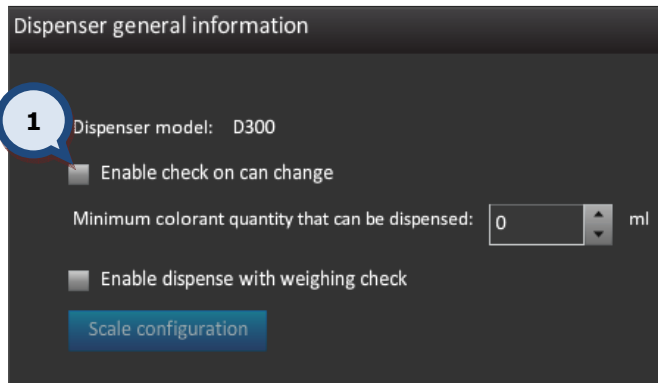 Dispenser general information
1
Dispenser model: D300
Enable check on can change
Minimum colorant quantity that can be dispensed: 0 ml
Enable dispense with weighing check
Scale configuration